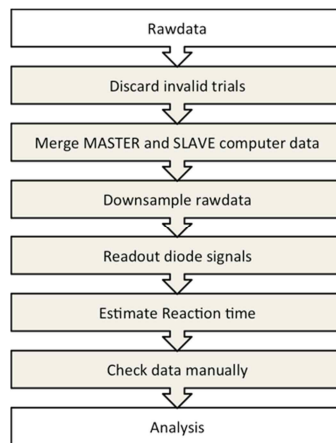 Rawdata
Discard invalid trials
Merge MASTER and SLAVE computer data
Downsample rawdata
Readout diode signals
Estimate Reaction time
Check data manually
Analysis